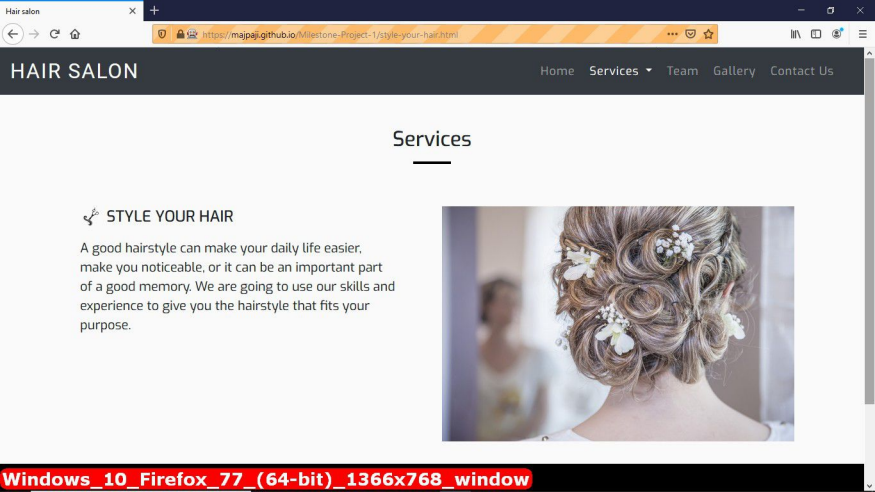 Hair salon
https://majpaji.github.io/Milestone-Project-1/style-your-hair.html
HAIR SALON
Home Services Team Gallery Contact Us
Services
STYLE YOUR HAIR
A good hairstyle can make your daily life easier,
make you noticeable, or it can be an important part
of a good memory. We are going to use our skills and
experience to give you the hairstyle that fits your
purpose.
Windows_10_Firefox_77_(64-bit)_1366x768_window